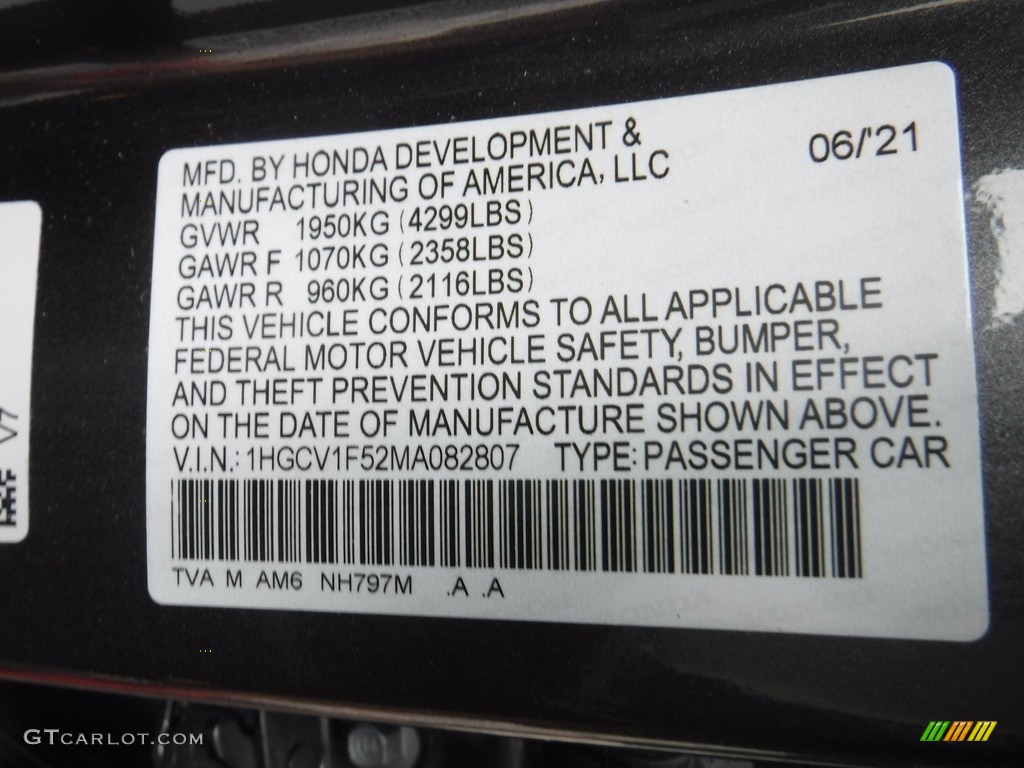 MFD. BY HONDA DEVELOPMENT & 06/'21
MANUFACTURING OF AMERICA, LLC
GVWR 1950KG (4299LBS)
GAWR F 1070KG (2358LBS)
GAWR R 960KG (2116LBS)
THIS VEHICLE CONFORMS TO ALL APPLICABLE
FEDERAL MOTOR VEHICLE SAFETY, BUMPER,
AND THEFT PREVENTION STANDARDS IN EFFECT
ON THE DATE OF MANUFACTURE SHOWN ABOVE.
V.I.N.: 1HGCV1F52MA082807 TYPE: PASSENGER CAR
TVA M AM6 NH797M .A .A
V7
GTCARLOT.COM